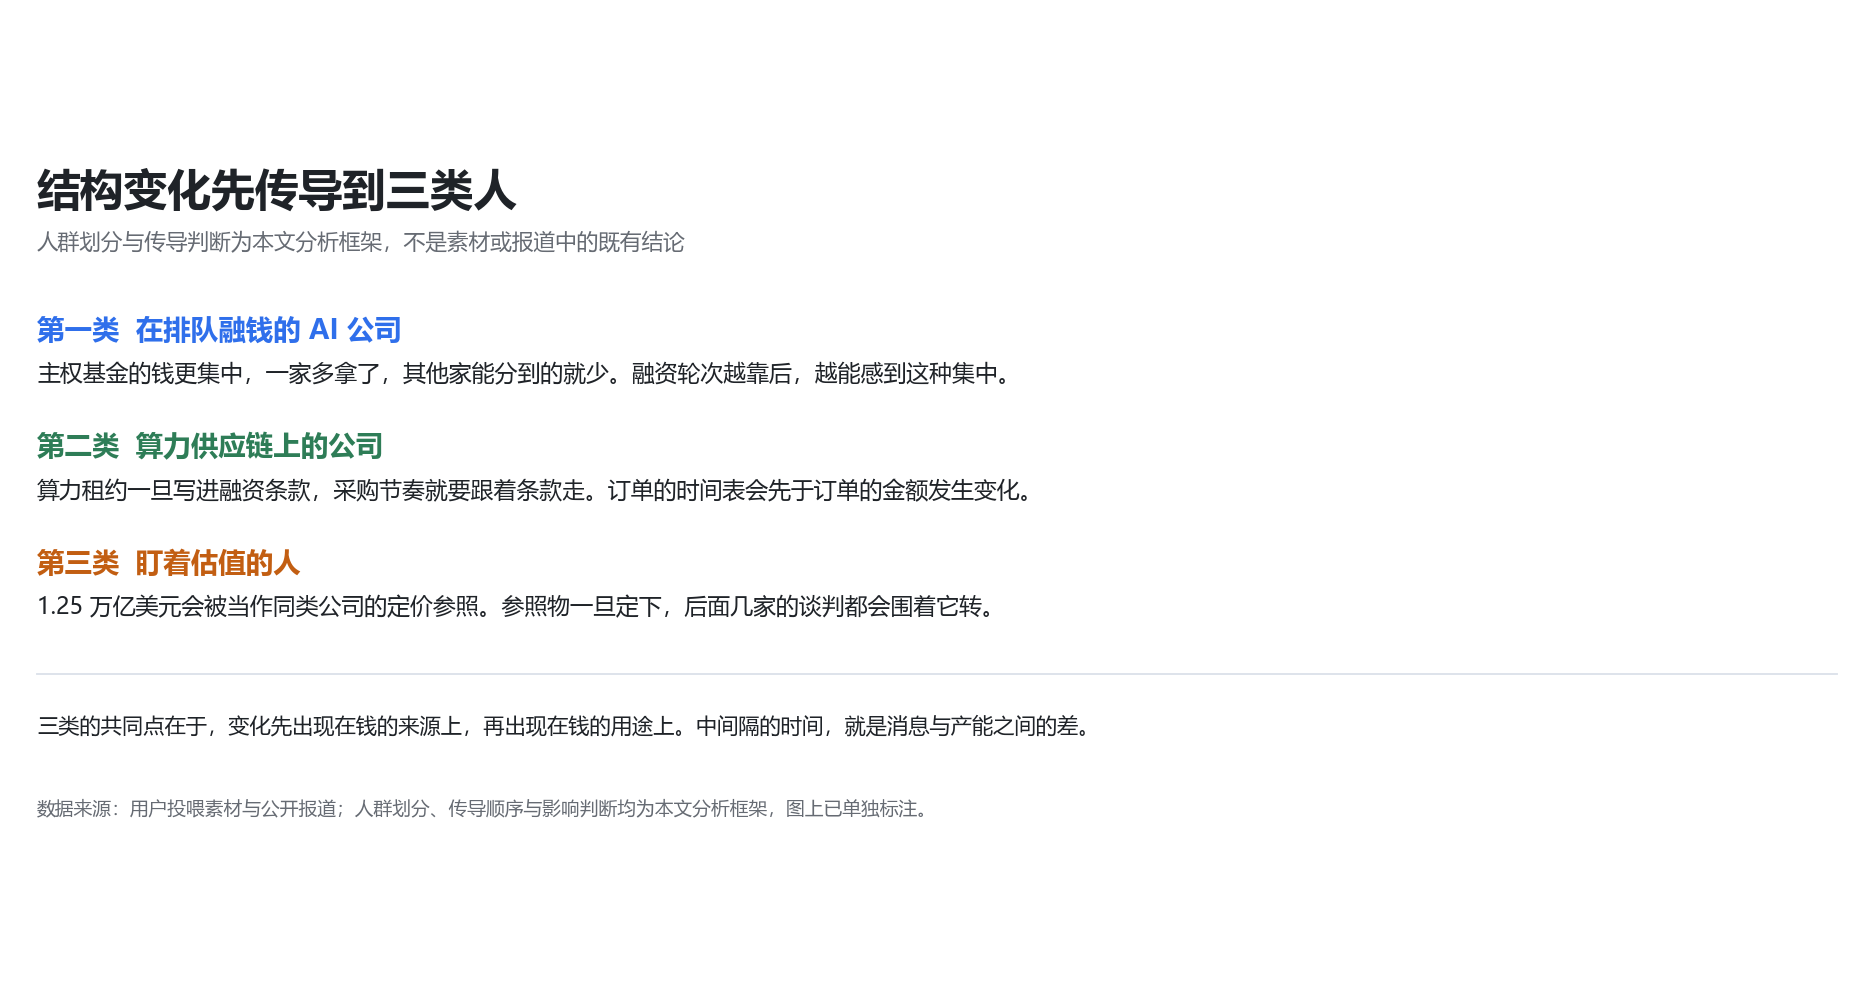 结构变化先传导到三类人
人群划分与传导判断为本文分析框架，不是素材或报道中的既有结论
第一类 在排队融钱的 AI 公司
主权基金的钱更集中，一家多拿了，其他家能分到的就少。融资轮次越靠后，越能感到这种集中。
第二类 算力供应链上的公司
算力租约一旦写进融资条款，采购节奏就要跟着条款走。订单的时间表会先于订单的金额发生变化。
第三类 盯着估值的人
1.25 万亿美元会被当作同类公司的定价参照。参照物一旦定下，后面几家的谈判都会围着它转。
三类的共同点在于，变化先出现在钱的来源上，再出现在钱的用途上。中间隔的时间，就是消息与产能之间的差。
数据来源：用户投喂素材与公开报道；人群划分、传导顺序与影响判断均为本文分析框架，图上已单独标注。